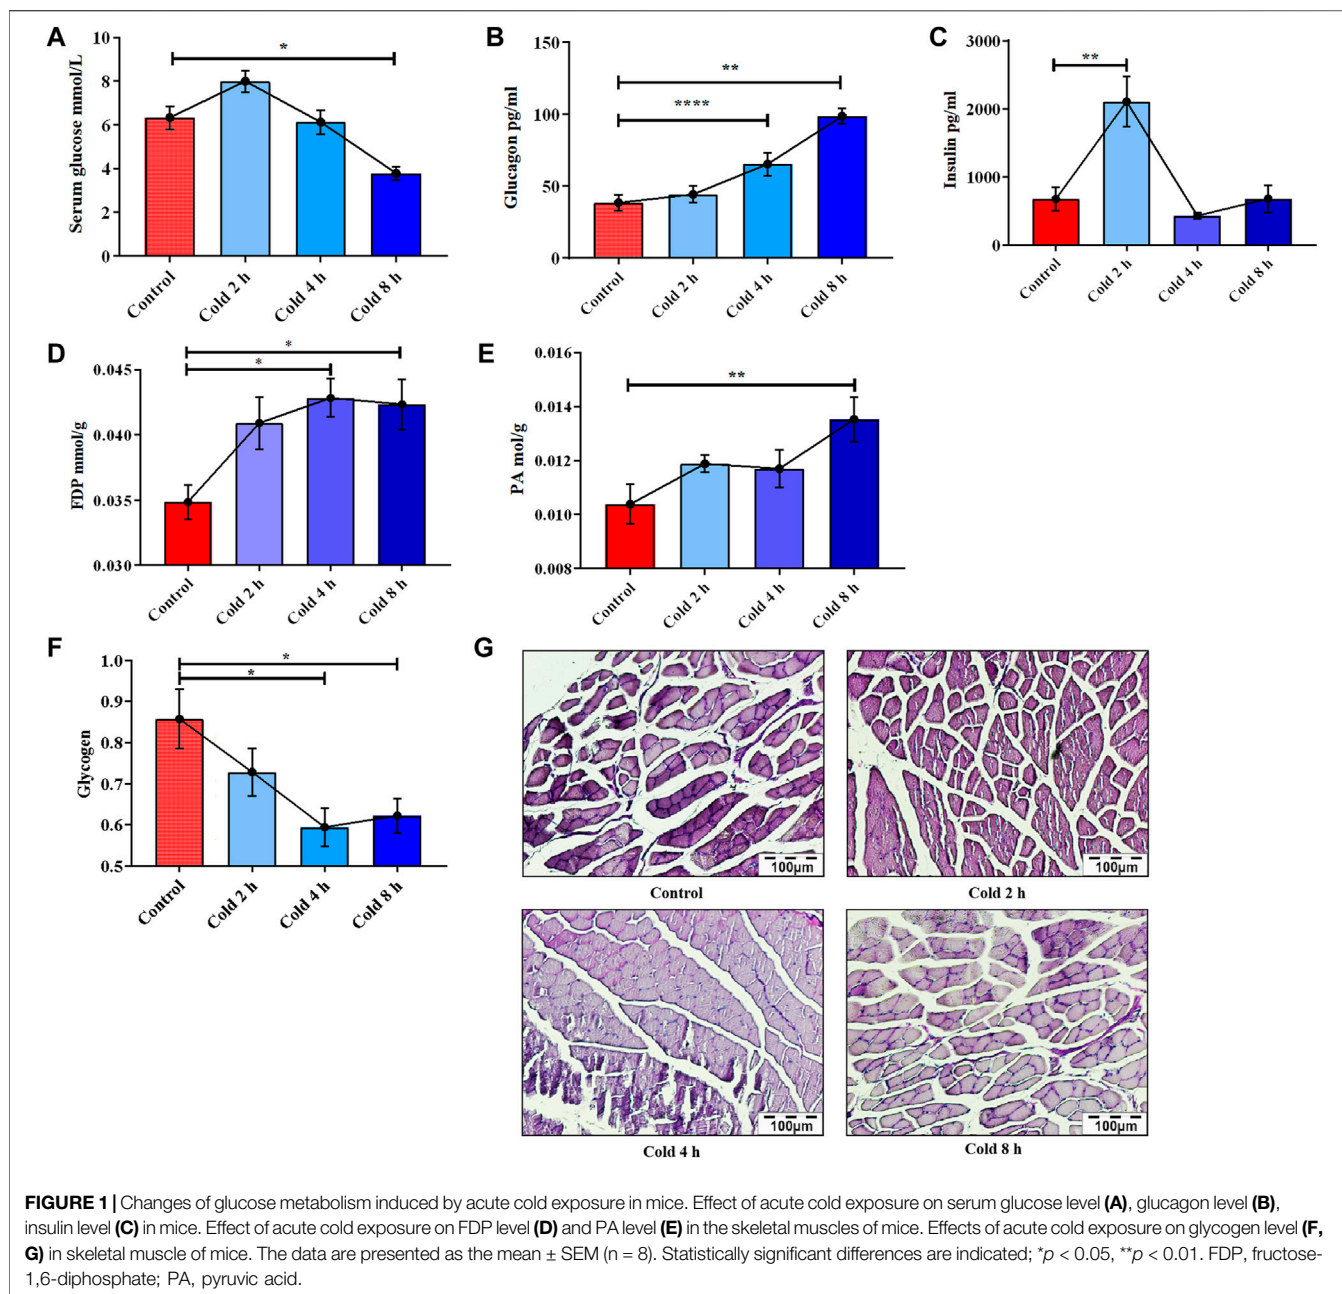 A
Serum glucose mmol/L
10
8
6
4
2
0
*
Control
Cold 2 h
Cold 4 h
Cold 8 h
B
Glucagon pg/ml
150
100
50
0
**
****
Control
Cold 2 h
Cold 4 h
Cold 8 h
C
Insulin pg/ml
3000
2000
1000
0
**
Control
Cold 2 h
Cold 4 h
Cold 8 h
D
FDP mmol/g
0.045
0.040
0.035
0.030
*
*
Control
Cold 2 h
Cold 4 h
Cold 8 h
E
PA mol/g
0.016
0.014
0.012
0.010
0.008
**
Control
Cold 2 h
Cold 4 h
Cold 8 h
F
Glycogen
1.0
0.9
0.8
0.7
0.6
0.5
*
*
Control
Cold 2 h
Cold 4 h
Cold 8 h
G
100μm
Control
100μm
Cold 2 h
100μm
Cold 4 h
100μm
Cold 8 h
FIGURE 1 | Changes of glucose metabolism induced by acute cold exposure in mice. Effect of acute cold exposure on serum glucose level (A), glucagon level (B),
insulin level (C) in mice. Effect of acute cold exposure on FDP level (D) and PA level (E) in the skeletal muscles of mice. Effects of acute cold exposure on glycogen level (F,
G) in skeletal muscle of mice. The data are presented as the mean ± SEM (n = 8). Statistically significant differences are indicated; *p < 0.05, **p < 0.01. FDP, fructose-
1,6-diphosphate; PA, pyruvic acid.